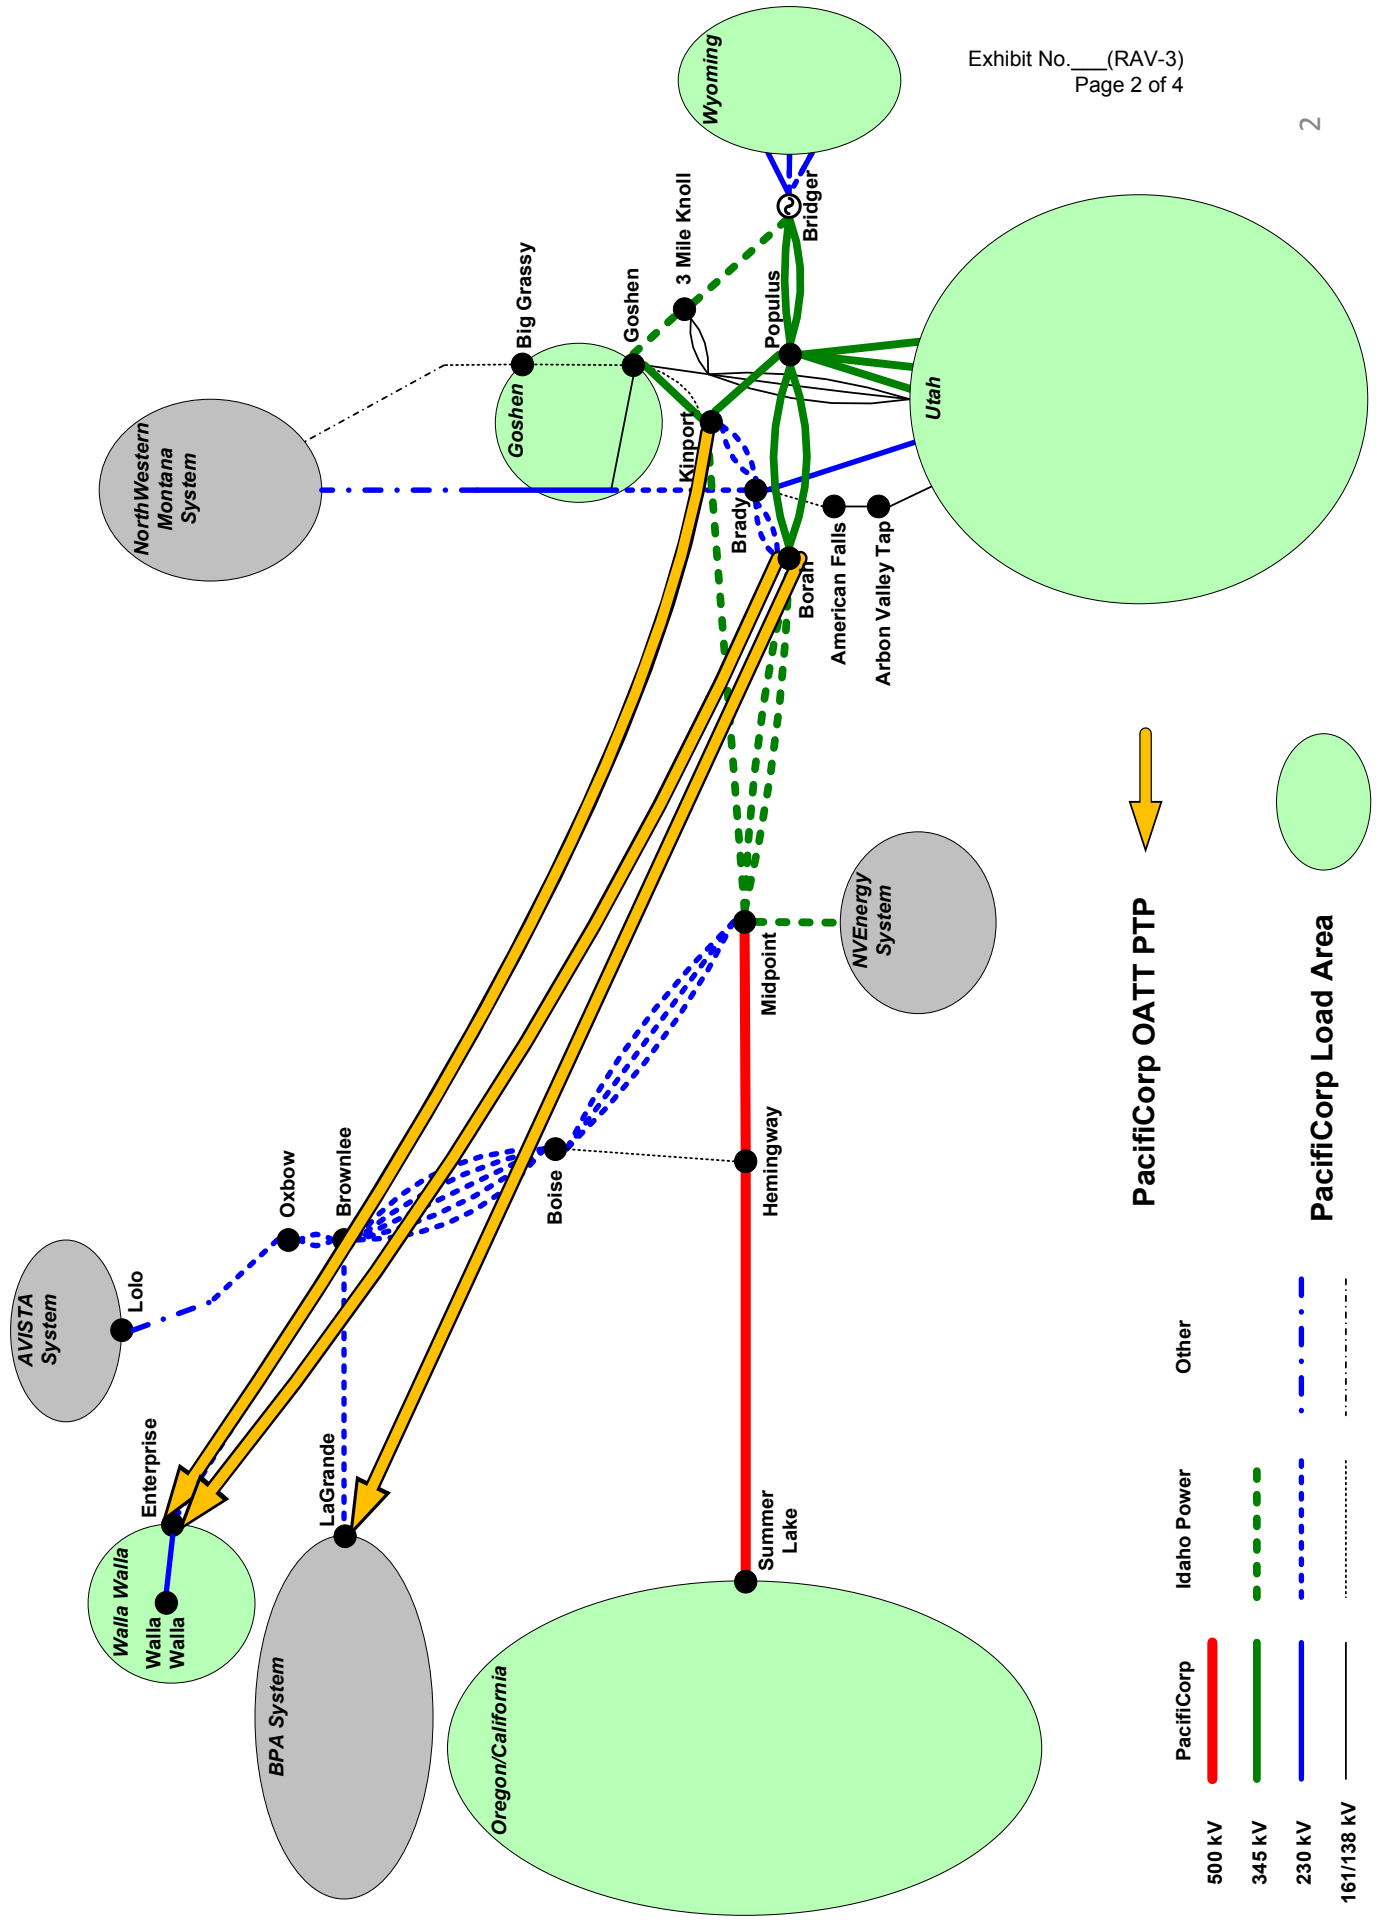 Exhibit No.___(RAV-3)
Page 2 of 4
2
AVISTA
System
Lolo
NorthWestern
Montana
System
Wyoming
Walla Walla
Walla
Walla
Enterprise
Oxbow
Brownlee
Big Grassy
Goshen
Goshen
3 Mile Knoll
Bridger
Populus
Kinport
Brady
Borah
American Falls
Arbon Valley Tap
Utah
BPA System
LaGrande
Boise
Midpoint
Hemingway
NVEnergy
System
Summer
Lake
Oregon/California
PacifiCorp OATT PTP
PacifiCorp Load Area
PacifiCorp
Idaho Power
Other
500 kV
345 kV
230 kV
161/138 kV